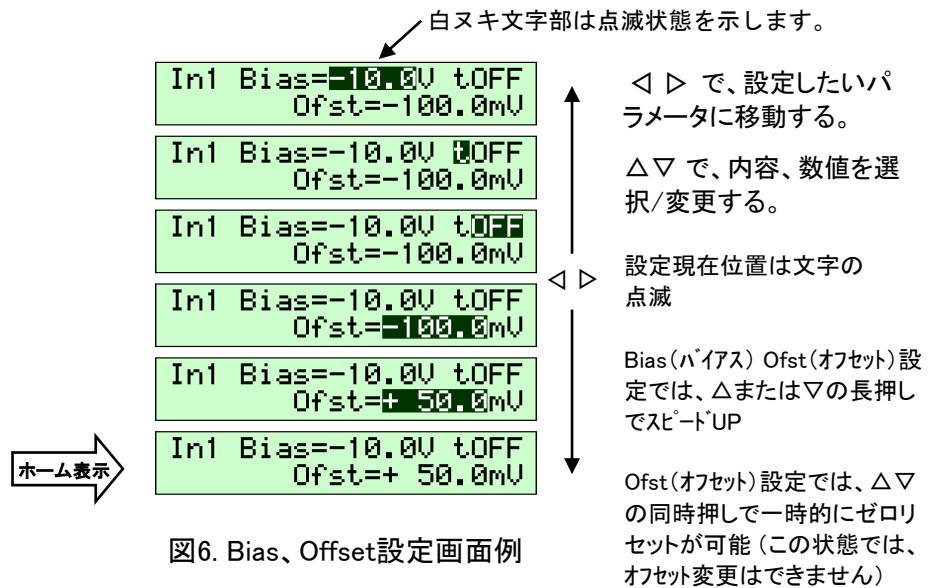 白ヌキ文字部は点滅状態を示します。
In1 Bias=-10.0V tOFF
Ofst=-100.0mV
In1 Bias=-10.0V tOFF
Ofst=-100.0mV
In1 Bias=-10.0V tOFF
Ofst=-100.0mV
In1 Bias=-10.0V tOFF
Ofst=-100.0mV
In1 Bias=-10.0V tOFF
Ofst=+ 50.0mV
In1 Bias=-10.0V tOFF
Ofst=+ 50.0mV
ホーム表示
◁ ▷
◁ ▷ で、設定したいパ
ラメータに移動する。
△▽ で、内容、数値を選
択/変更する。
設定現在位置は文字の
点滅
Bias(ﾊﾞｲｱｽ) Ofst(ｵﾌｾｯﾄ)設
定では、△または▽の長押し
でｽﾋﾟｰﾄﾞUP
Ofst(ｵﾌｾｯﾄ)設定では、△▽
の同時押しで一時的にゼロリ
セットが可能(この状態では、
ｵﾌｾｯﾄ変更はできません)
図6. Bias、Offset設定画面例